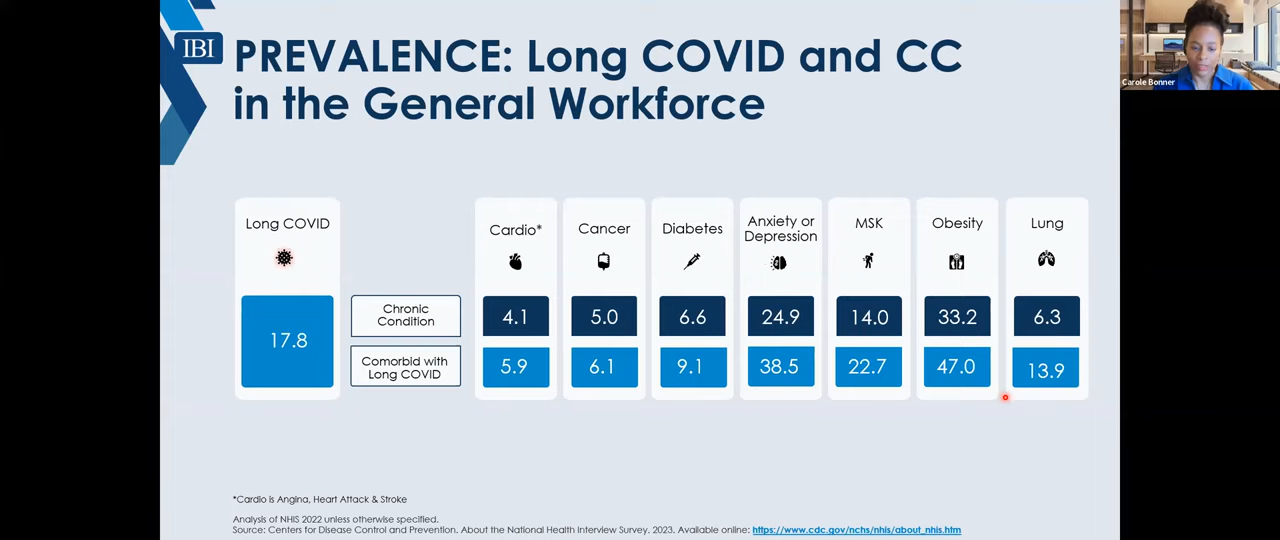 IBI
PREVALENCE: Long COVID and CC
in the General Workforce
Carole Bonner
Long COVID
17.8
Chronic
Condition
Comorbid with
Long COVID
Cardio*
4.1
5.9
Cancer
5.0
6.1
Diabetes
6.6
9.1
Anxiety or
Depression
24.9
38.5
MSK
14.0
22.7
Obesity
33.2
47.0
Lung
6.3
13.9
*Cardio is Angina, Heart Attack & Stroke
Analysis of NHIS 2022 unless otherwise specified.
Source: Centers for Disease Control and Prevention. About the National Health Interview Survey. 2023. Available online: https://www.cdc.gov/nchs/nhis/about_nhis.htm